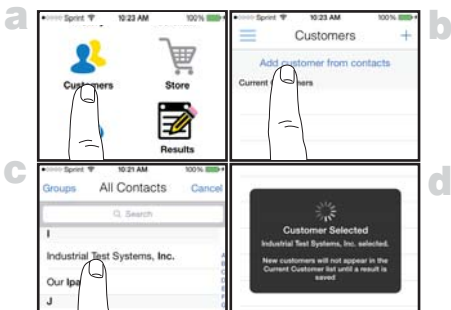 a
●○○○○ Sprint 10:23 AM 100%
Customers Store
Results
b
●○○○○ Sprint 10:23 AM 100%
Customers +
Add customer from contacts
Current
c
●○○○○ Sprint 10:21 AM 100%
Groups All Contacts Cancel
Search
I
Industrial Test Systems, Inc.
Our
J
d
Customer Selected
Industrial Test Systems, Inc. selected.
New customers will not appear in the
Current Customer list until a result is
saved